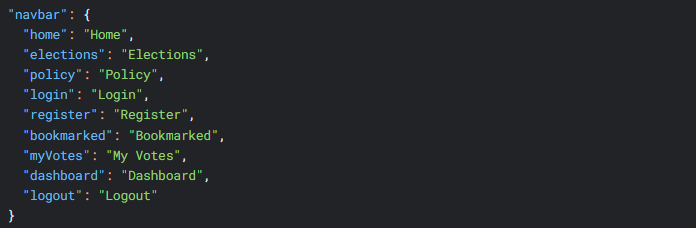 "navbar": {
"home": "Home",
"elections": "Elections",
"policy": "Policy",
"login": "Login",
"register": "Register",
"bookmarked": "Bookmarked",
"myVotes": "My Votes",
"dashboard": "Dashboard",
"logout": "Logout"
}